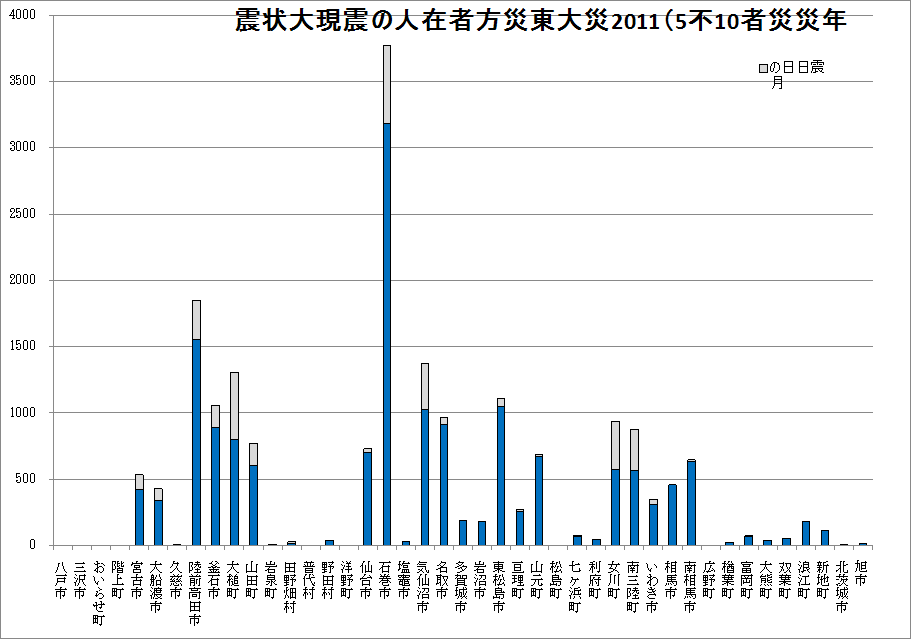 震状大現震の人在者方災東大災2011（5不10者災災年
の日日震
月
4000
3500
3000
2500
2000
1500
1000
500
0
八戸市
三沢市
おいらせ町
階上町
宮古市
大船渡市
久慈市
陸前高田市
釜石市
大槌町
山田町
岩泉町
田野畑村
普代村
野田村
洋野町
仙台市
石巻市
塩竈市
気仙沼市
名取市
多賀城市
岩沼市
東松島市
亘理町
山元町
松島町
七ヶ浜町
利府町
女川町
南三陸町
いわき市
相馬市
南相馬市
広野町
楢葉町
富岡町
大熊町
双葉町
浪江町
新地町
北茨城市
旭市